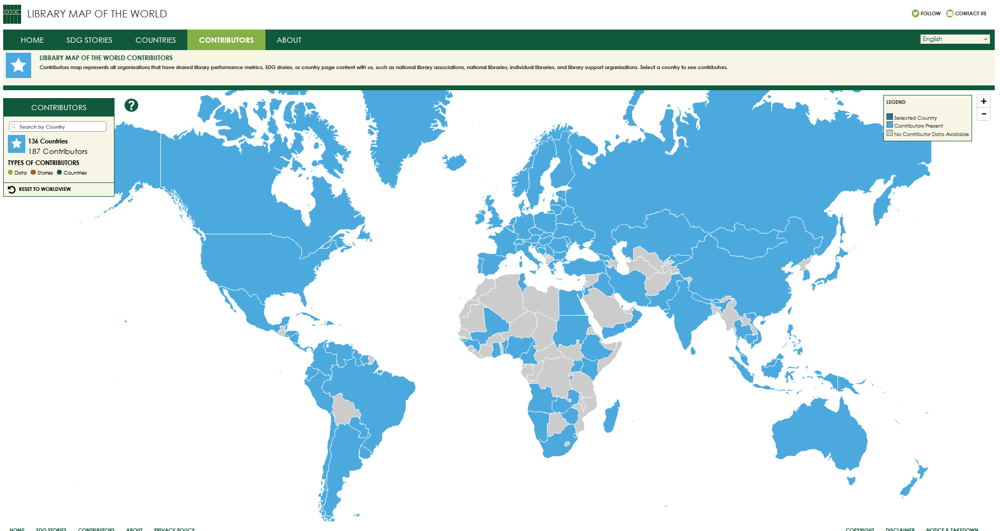 IFLA
LIBRARY MAP OF THE WORLD
FOLLOW
CONTACT US
HOME
SDG STORIES
COUNTRIES
CONTRIBUTORS
ABOUT
English
LIBRARY MAP OF THE WORLD CONTRIBUTORS
Contributors map represents all organisations that have shared library performance metrics, SDG stories, or country page content with us, such as national library associations, national libraries, individual libraries, and library support organisations. Select a country to see contributors.
CONTRIBUTORS
?
Search by Country
136 Countries
187 Contributors
TYPES OF CONTRIBUTORS
Data Stories Countries
RESET TO WORLDVIEW
LEGEND
Selected Country
Contributors Present
No Contributor Data Available
+
−
HOME SDG STORIES CONTRIBUTORS ABOUT PRIVACY POLICY
COPYRIGHT DISCLAIMER NOTICE & TAKEDOWN